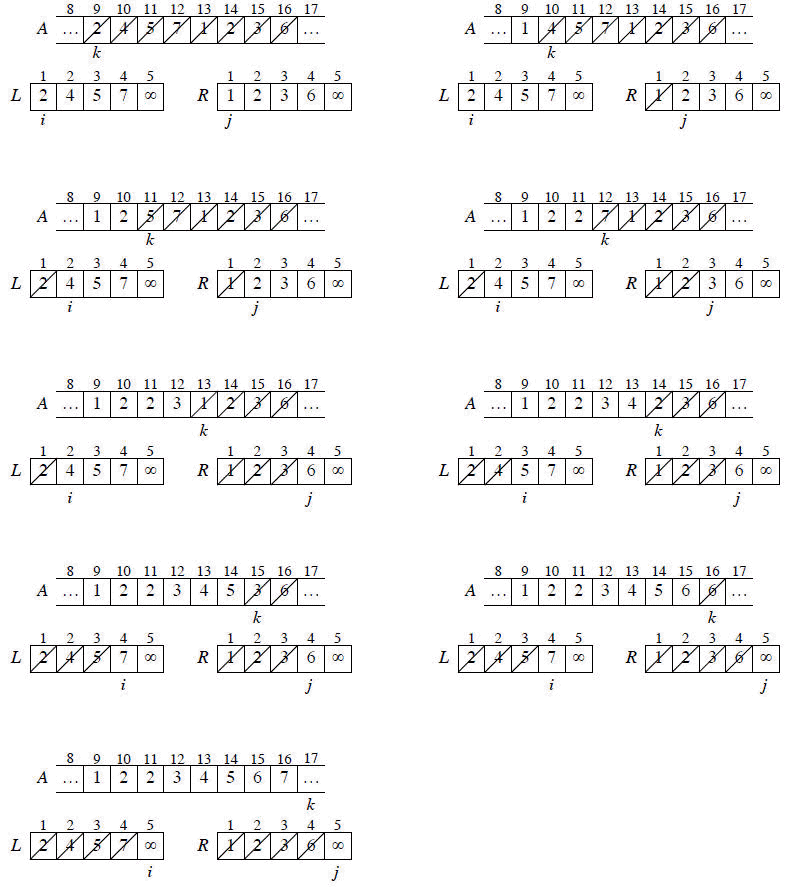 8 9 10 11 12 13 14 15 16 17
A … 2 4 5 7 1 2 3 6 …
k
1 2 3 4 5 1 2 3 4 5
L 2 4 5 7 ∞ R 1 2 3 6 ∞
i j
8 9 10 11 12 13 14 15 16 17
A … 1 4 5 7 1 2 3 6 …
k
1 2 3 4 5 1 2 3 4 5
L 2 4 5 7 ∞ R 1 2 3 6 ∞
i j
8 9 10 11 12 13 14 15 16 17
A … 1 2 5 7 1 2 3 6 …
k
1 2 3 4 5 1 2 3 4 5
L 2 4 5 7 ∞ R 1 2 3 6 ∞
i j
8 9 10 11 12 13 14 15 16 17
A … 1 2 2 7 1 2 3 6 …
k
1 2 3 4 5 1 2 3 4 5
L 2 4 5 7 ∞ R 1 2 3 6 ∞
i j
8 9 10 11 12 13 14 15 16 17
A … 1 2 2 3 1 2 3 6 …
k
1 2 3 4 5 1 2 3 4 5
L 2 4 5 7 ∞ R 1 2 3 6 ∞
i j
8 9 10 11 12 13 14 15 16 17
A … 1 2 2 3 4 2 3 6 …
k
1 2 3 4 5 1 2 3 4 5
L 2 4 5 7 ∞ R 1 2 3 6 ∞
i j
8 9 10 11 12 13 14 15 16 17
A … 1 2 2 3 4 5 3 6 …
k
1 2 3 4 5 1 2 3 4 5
L 2 4 5 7 ∞ R 1 2 3 6 ∞
i j
8 9 10 11 12 13 14 15 16 17
A … 1 2 2 3 4 5 6 6 …
k
1 2 3 4 5 1 2 3 4 5
L 2 4 5 7 ∞ R 1 2 3 6 ∞
i j
8 9 10 11 12 13 14 15 16 17
A … 1 2 2 3 4 5 6 7 …
k
1 2 3 4 5 1 2 3 4 5
L 2 4 5 7 ∞ R 1 2 3 6 ∞
i j